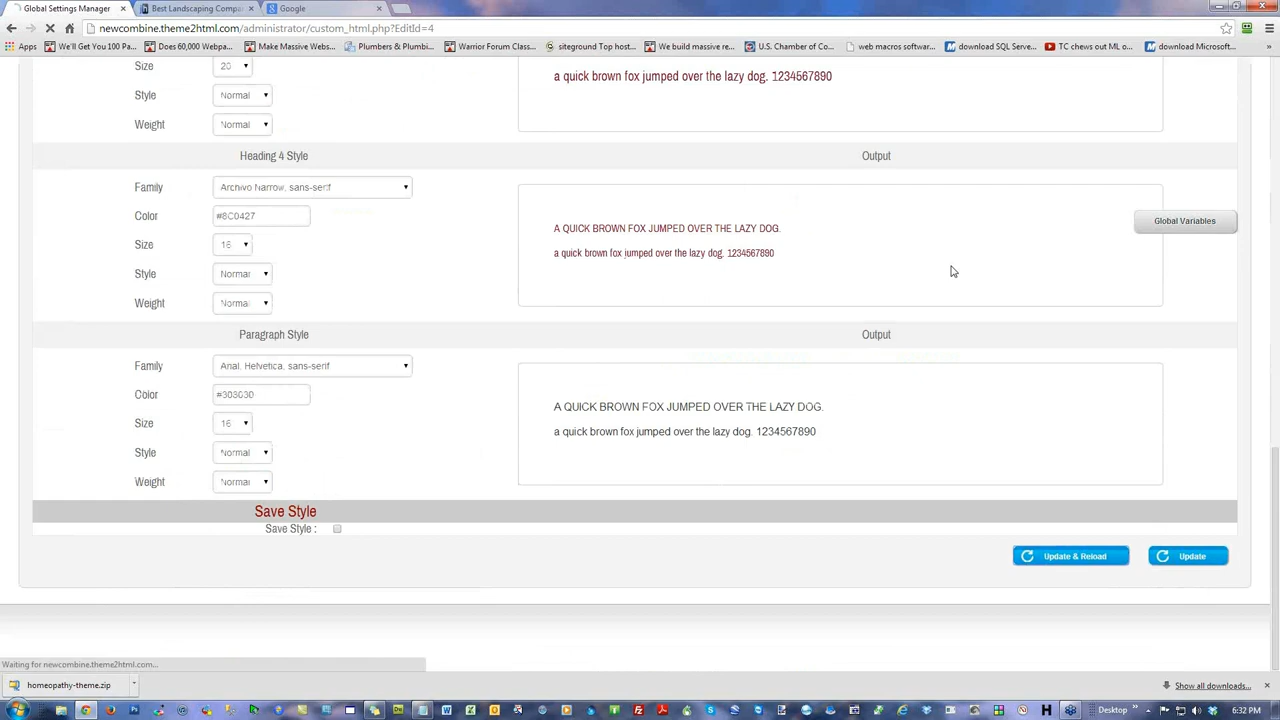 Global Settings Manager
Best Landscaping Compa
Google
newcombine.theme2html.com/administrator/custom_html.php?EditId=4
Apps
We'll Get You 100 Pa...
Does 60,000 Webpa...
Make Massive Webs...
Plumbers & Plumbi...
Warrior Forum Class...
siteground Top host...
We build massive re...
U.S. Chamber of Co...
web macros softwar...
download SQL Serve...
TC chews out ML o...
download Microsoft...
Size 20
a quick brown fox jumped over the lazy dog. 1234567890
Style Normal
Weight Normal
Heading 4 Style Output
Family Archivo Narrow, sans-serif
Color #8C0427
Global Variables
A QUICK BROWN FOX JUMPED OVER THE LAZY DOG.
Size 16
a quick brown fox jumped over the lazy dog. 1234567890
Style Normal
Weight Normal
Paragraph Style Output
Family Arial, Helvetica, sans-serif
Color #303030
A QUICK BROWN FOX JUMPED OVER THE LAZY DOG.
Size 16
a quick brown fox jumped over the lazy dog. 1234567890
Style Normal
Weight Normal
Save Style
Save Style :
Update & Reload
Update
Waiting for newcombine.theme2html.com...
homeopathy-theme.zip
Show all downloads...
Desktop
6:32 PM